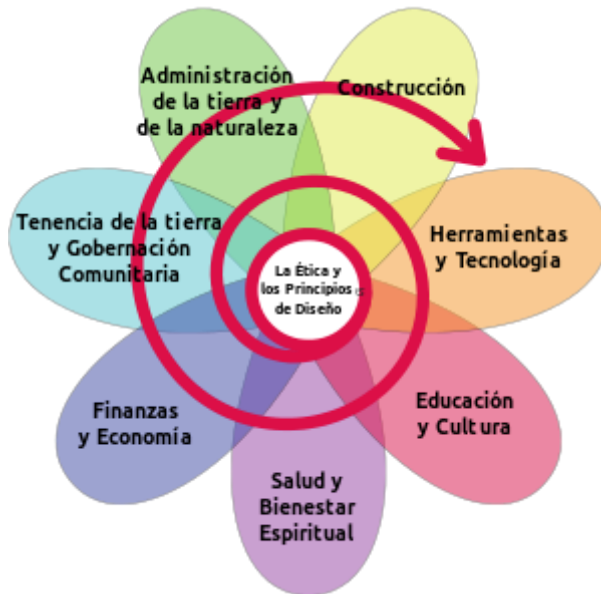 Administración
de la tierra y
de la naturaleza
Construcción
Herramientas
y Tecnología
Educación
y Cultura
Salud y
Bienestar
Espiritual
Finanzas
y Economía
Tenencia de la tierra
y Gobernación
Comunitaria
La Ética y
los Principios
de Diseño